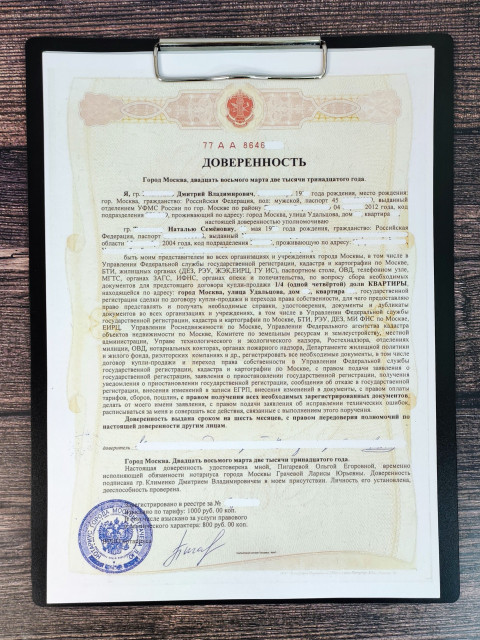 77 А А 8646
ДОВЕРЕННОСТЬ
Город Москва, двадцать восьмого марта две тысячи тринадцатого года.
Я, гр. Дмитрий Владимирович, 19 года рождения, место рождения:
гор. Москва, гражданство: Российская Федерация, пол: мужской, паспорт 45 , выданный
отделением УФМС России по гор. Москве по району 04 2012 года, код
подразделения , проживающий по адресу: город Москва, улица Удальцова, дом квартира
настоящей доверенностью уполномочиваю
гр. Наталью Семёновну, мая 19 года рождения, гражданство: Российская
Федерация, паспорт , выданный
области 2004 года, код подразделения , проживающую по адресу:
быть моим представителем во всех организациях и учреждениях города Москвы, в том числе в
Управлении Федеральной службы государственной регистрации, кадастра и картографии по Москве,
БТИ, жилищных органах (ДЕЗ, РЭУ, ЖЭК,ЕИРЦ, ГУ ИС), паспортном столе, ОВД, телефонном узле,
МГТС, органах ЗАГС, ИФНС, органах опеки и попечительства, по вопросу сбора необходимых
документов для предстоящего договора купли-продажи 1/4 (одной четвёртой) доли КВАРТИРЫ,
находящейся по адресу: город Москва, улица Удальцова, дом , квартира государственной
регистрации сделки по договору купли-продажи и перехода права собственности, для чего предоставляю
право представлять и получать необходимые справки, удостоверения, документы и дубликаты
документов во всех организациях и учреждениях, в том числе в Управлении Федеральной службы
государственной регистрации, кадастра и картографии по Москве, БТИ, РЭУ, ДЕЗ, МИ ФНС по Москве,
ЕИРЦ, Управлении Роснедвижимости по Москве, Управлении Федерального агентства кадастра
объектов недвижимости по Москве, Комитете по земельным ресурсам и землеустройству, местной
администрации, Управе технологического и экологического надзора, Ростехнадзора, отделениях
милиции, ОВД, нотариальных конторах, органах пожарного надзора, Департаменте жилищной политики
и жилого фонда, риэлторских компаниях и др., регистрировать все необходимые документы, в том числе
договор купли-продажи и переход права собственности в Управлении Федеральной службы
государственной регистрации, кадастра и картографии по Москве, с правом подачи заявления о
государственной регистрации, заявления о приостановлении государственной регистрации, получения
уведомления о приостановлении государственной регистрации, сообщения об отказе в государственной
регистрации, внесение изменений в записи ЕГРП, внесения изменений в документы, с правом оплаты
тарифов, сборов, пошлин, с правом получения всех необходимых зарегистрированных документов,
делать от моего имени заявления, с правом подачи заявления об исправлении технических ошибок,
расписываться за меня и совершать все действия, связанные с выполнением этого поручения.
Доверенность выдана сроком на шесть месяцев, с правом передоверия полномочий по
настоящей доверенности другим лицам.
доверитель
Город Москва. Двадцать восьмого марта две тысячи тринадцатого года.
Настоящая доверенность удостоверена мной, Пигаревой Ольгой Егоровной, временно
исполняющей обязанности нотариуса города Москвы Грачевой Ларисы Юрьевны. Доверенность
подписана гр. Клименко Дмитрием Владимировичем в моем присутствии. Личность его установлена,
дееспособность проверена.
Зарегистрировано в реестре за №
Взыскано по тарифу: 1000 руб. 00 коп.
В том числе взыскано за услуги правового
и технического характера: 800 руб. 00 коп.